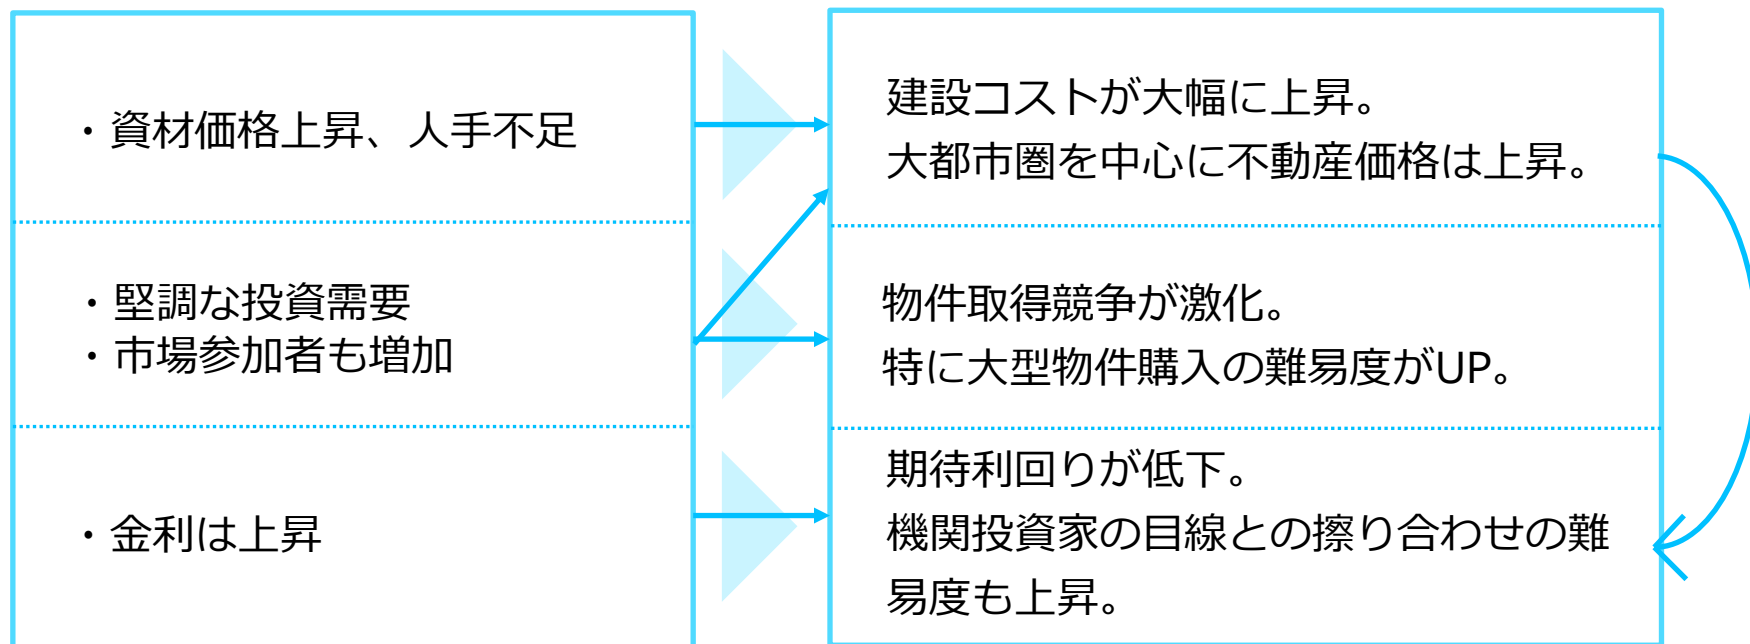 ・資材価格上昇、人手不足
・堅調な投資需要
・市場参加者も増加
・金利は上昇
建設コストが大幅に上昇。
大都市圏を中心に不動産価格は上昇。
物件取得競争が激化。
特に大型物件購入の難易度がUP。
期待利回りが低下。
機関投資家の目線との擦り合わせの難
易度も上昇。